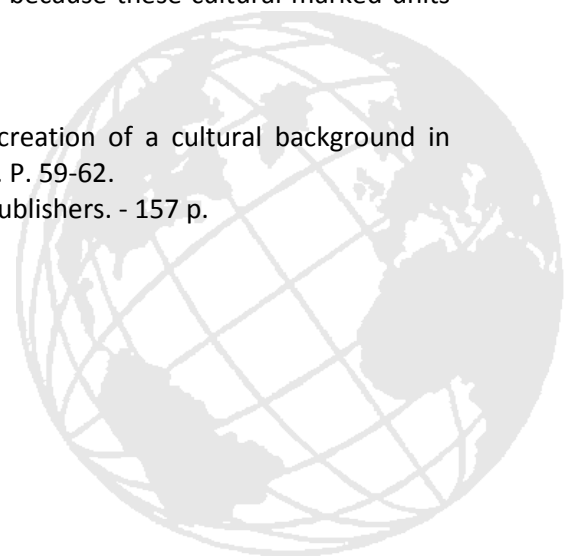 because these cultural marked units
creation of a cultural background in
. P. 59-62.
ublishers. - 157 p.